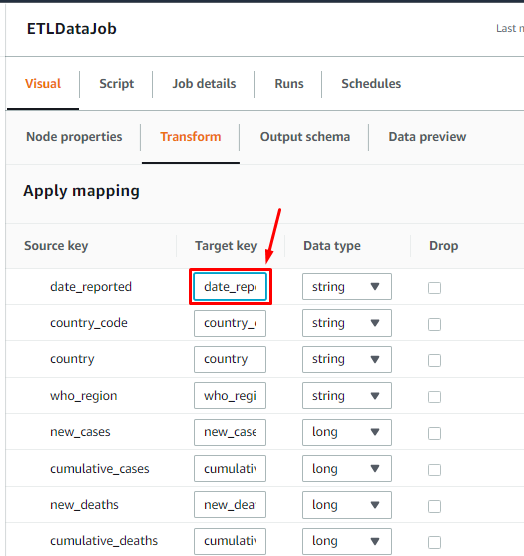 ETLDataJob
Last
Visual Script Job details Runs Schedules
Node properties Transform Output schema Data preview
Apply mapping
Source key Target key Data type Drop
date_reported date_repo string
country_code country_c string
country country string
who_region who_regi string
new_cases new_case long
cumulative_cases cumulativ long
new_deaths new_dea long
cumulative_deaths cumulativ long